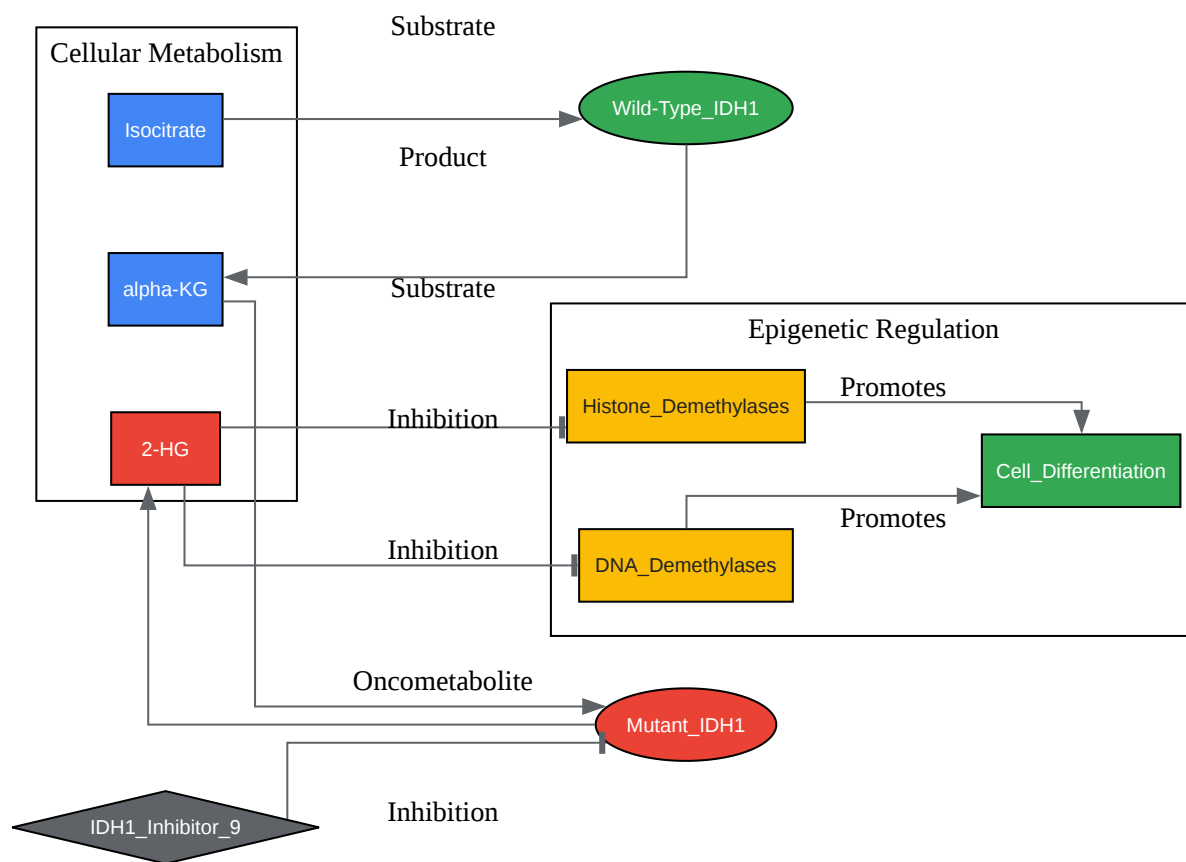 Substrate
Cellular Metabolism
Wild-Type_IDH1
Isocitrate
Product
alpha-KG
Substrate
Epigenetic Regulation
Histone_Demethylases
Promotes
Inhibition
2-HG
Cell_Differentiation
Promotes
Inhibition
DNA_Demethylases
Oncometabolite
Mutant_IDH1
Inhibition
IDH1_Inhibitor_9